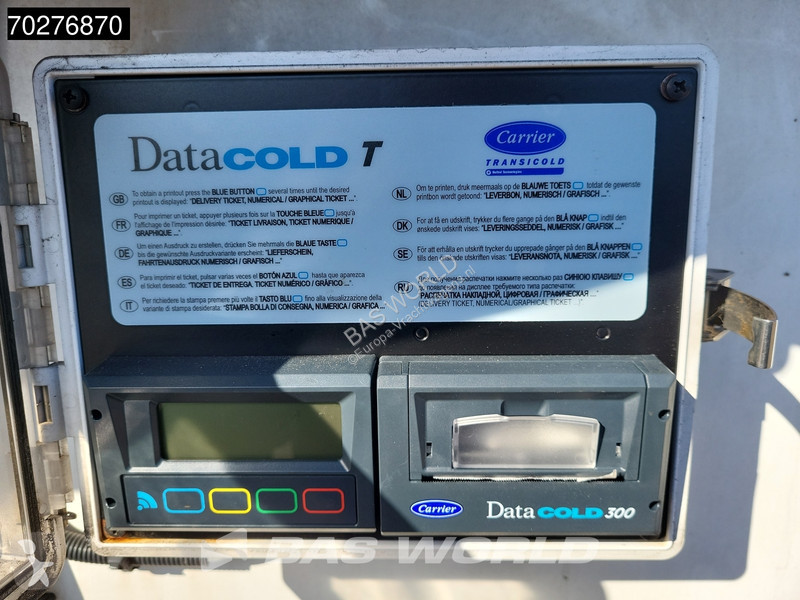 70276870
DataCOLD T
Carrier
TRANSICOLD
GB To obtain a printout press the BLUE BUTTON several times until the desired
printout is displayed: "DELIVERY TICKET, NUMERICAL / GRAPHICAL TICKET ...".
FR Pour imprimer un ticket, appuyer plusieurs fois sur la TOUCHE BLEUE jusqu'a
l'affichage de l'impression désirée: "TICKET LIVRAISON, TICKET NUMERIQUE /
GRAPHIQUE ..."
DE Um einen Ausdruck zu erstellen, drücken Sie mehrmals die BLAUE TASTE
bis die gewünschte Ausdruckvariante erscheint: "LIEFERSCHEIN,
FAHRTENAUSDRUCK NUMERISCH / GRAFISCH ..."
ES Para imprimir el ticket, pulsar varias veces el BOTÓN AZUL hasta que aparezca
el ticket deseado: "TICKET DE ENTREGA, TICKET NUMÉRICO / GRÁFICO ..."
IT Per richiedere la stampa premere più volte il TASTO BLU fino alla visualizzazione della
variante di stampa desiderata: "STAMPA BOLLA DI CONSEGNA, NUMERICA / GRAFICA ...
NL Om te printen, druk meermaals op de BLAUWE TOETS totdat de gewenste
printbon wordt getoond: "LEVERBON, NUMERISCH / GRAFISCH ..."
DK For at få en udskrift, trykker du flere gange på den BLÅ KNAP indtil den
ønskede udskrift vises: "LEVERINGSSEDDEL, NUMERISK / GRAFISK ..."
SE För att erhålla en utskrift trycker du upprepade gånger på den BLÅ KNAPPEN
tills den utskriften visas: "LEVERANSNOTA, NUMERISK / GRAFISK ..."
RU распечатки нажмите несколько раз СИНЮЮ КЛАВИШУ
появления на дисплее требуемого типа распечатки:
РАСПЕЧАТКА НАКЛАДНОЙ, ЦИФРОВАЯ / ГРАФИЧЕСКАЯ ..."
(DELIVERY TICKET, NUMERICAL/GRAPHICAL TICKET ...)
BAS WORLD
Carrier
DataCOLD 300
BAS WORLD